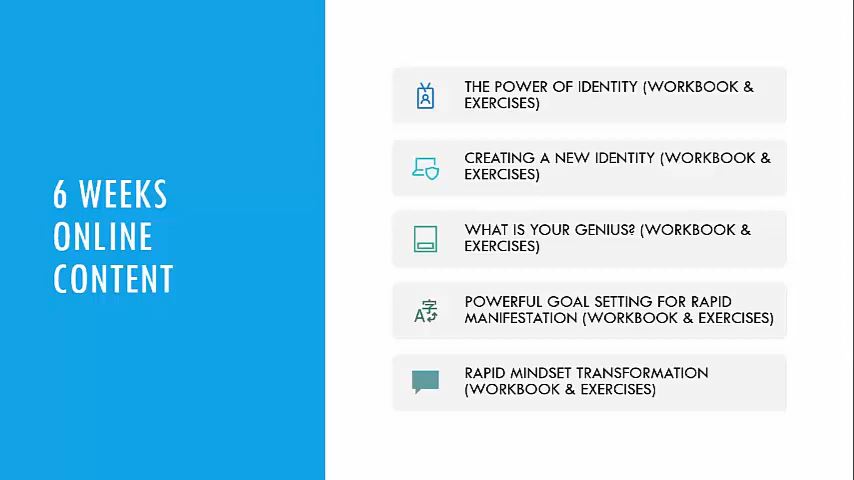 6 WEEKS
ONLINE
CONTENT
THE POWER OF IDENTITY (WORKBOOK &
EXERCISES)
CREATING A NEW IDENTITY (WORKBOOK &
EXERCISES)
WHAT IS YOUR GENIUS? (WORKBOOK &
EXERCISES)
POWERFUL GOAL SETTING FOR RAPID
MANIFESTATION (WORKBOOK & EXERCISES)
RAPID MINDSET TRANSFORMATION
(WORKBOOK & EXERCISES)